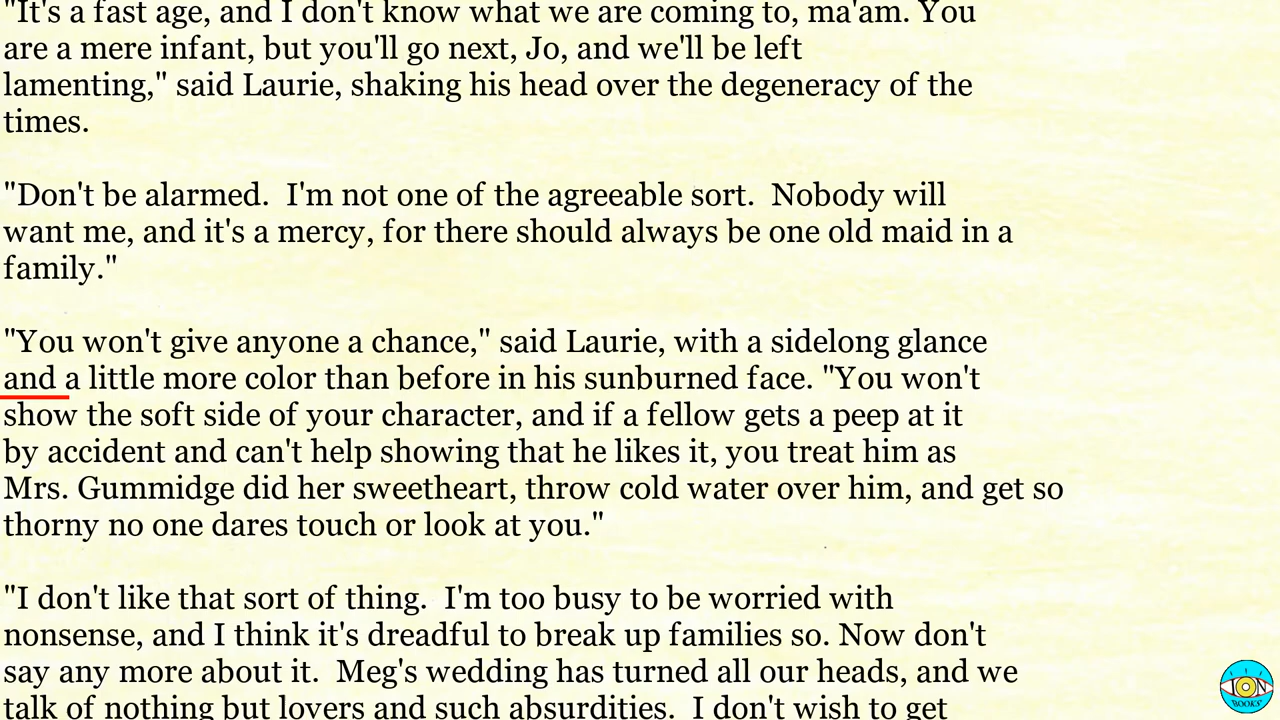 "It's a fast age, and I don't know what we are coming to, ma'am. You
are a mere infant, but you'll go next, Jo, and we'll be left
lamenting," said Laurie, shaking his head over the degeneracy of the
times.
"Don't be alarmed.  I'm not one of the agreeable sort.  Nobody will
want me, and it's a mercy, for there should always be one old maid in a
family."
"You won't give anyone a chance," said Laurie, with a sidelong glance
and a little more color than before in his sunburned face. "You won't
show the soft side of your character, and if a fellow gets a peep at it
by accident and can't help showing that he likes it, you treat him as
Mrs. Gummidge did her sweetheart, throw cold water over him, and get so
thorny no one dares touch or look at you."
"I don't like that sort of thing.  I'm too busy to be worried with
nonsense, and I think it's dreadful to break up families so. Now don't
say any more about it.  Meg's wedding has turned all our heads, and we
talk of nothing but lovers and such absurdities.  I don't wish to get
ION
BOOKS